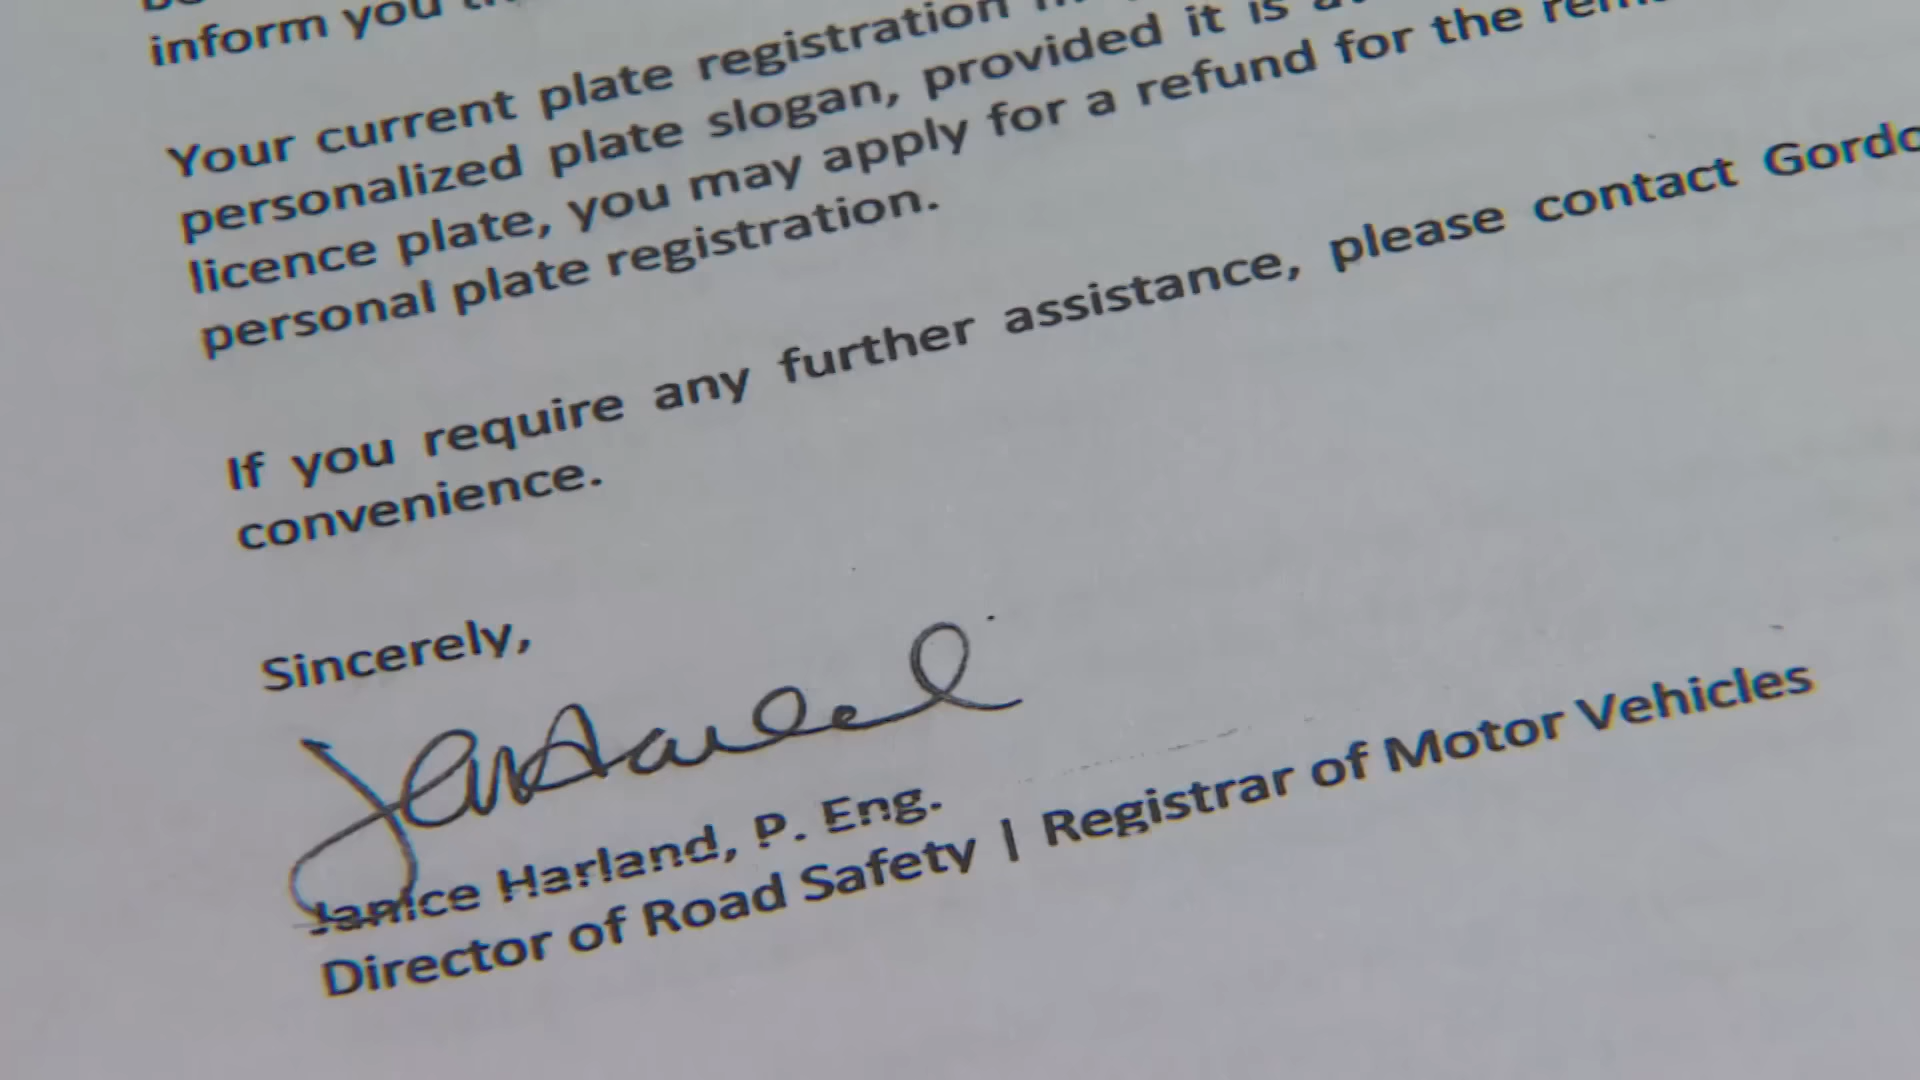 inform you
Your current plate registration
personalized plate slogan, provided it is
licence plate, you may apply for a refund for the
personal plate registration.
If you require any further assistance, please contact
convenience.
Sincerely,
Janice Harland, P. Eng.
Director of Road Safety | Registrar of Motor Vehicles